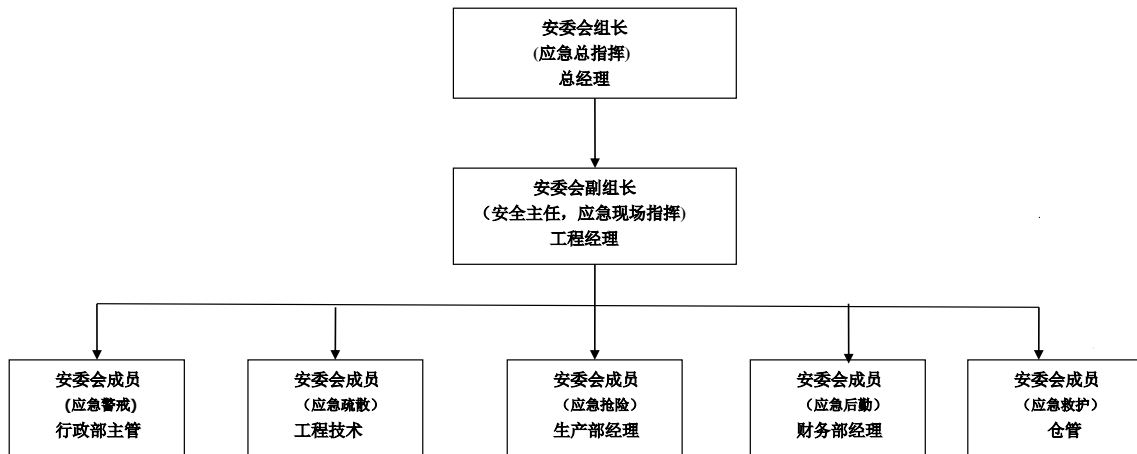 安委会组长
(应急总指挥)
总经理
安委会副组长
（安全主任，应急现场指挥)
工程经理
安委会成员
(应急警戒)
行政部主管
安委会成员
（应急疏散）
工程技术
安委会成员
（应急抢险）
生产部经理
安委会成员
（应急后勤）
财务部经理
安委会成员
（应急救护）
仓管